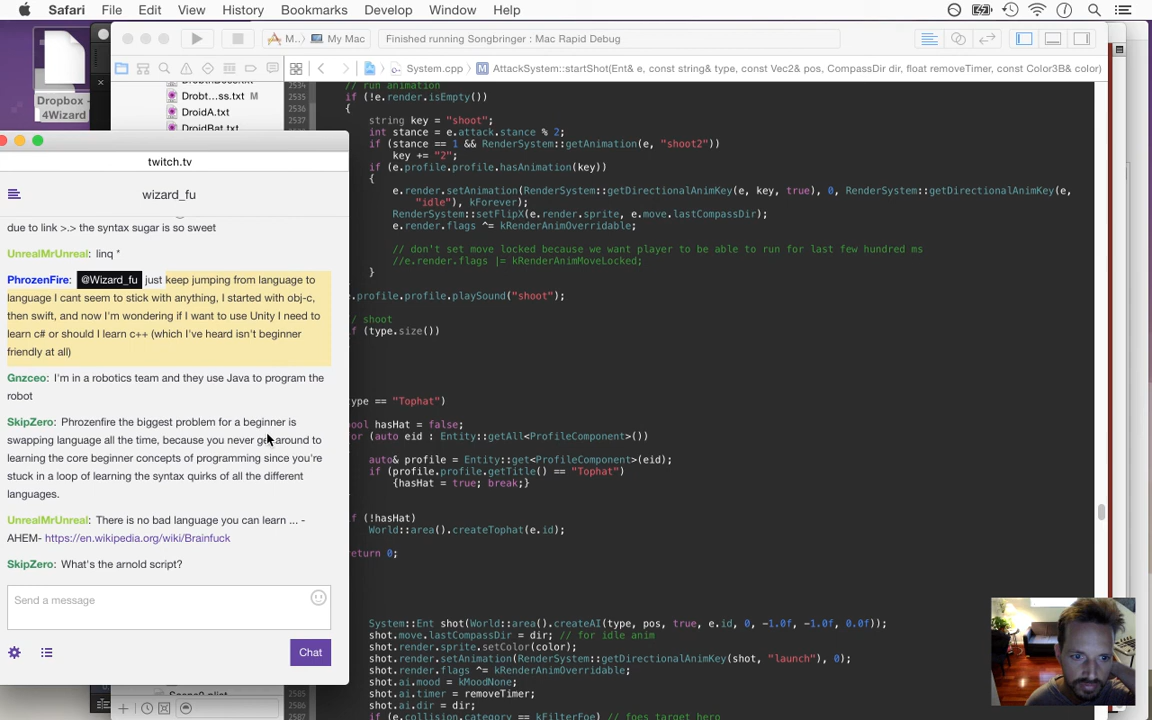 Safari File Edit View History Bookmarks Develop Window Help
Finished running Songbringer : Mac Rapid Debug
M... My Mac
System.cpp AttackSystem::startShot(Ent& e, const string& type, const Vec2& pos, CompassDir dir, float removeTimer, const Color3B& color)
Dropbox -
4Wizard
Drobt...ss.txt M
DroidA.txt
DroidBat.txt
twitch.tv
wizard_fu
due to link >.> the syntax sugar is so sweet
UnrealMrUnreal: linq *
PhrozenFire: @Wizard_fu just keep jumping from language to
language I cant seem to stick with anything, I started with obj-c,
then swift, and now I'm wondering if I want to use Unity I need to
learn c# or should I learn c++ (which I've heard isn't beginner
friendly at all)
Gnzceo: I'm in a robotics team and they use Java to program the
robot
SkipZero: Phrozenfire the biggest problem for a beginner is
swapping language all the time, because you never get around to
learning the core beginner concepts of programming since you're
stuck in a loop of learning the syntax quirks of all the different
languages.
UnrealMrUnreal: There is no bad language you can learn ... -
AHEM- https://en.wikipedia.org/wiki/Brainfuck
SkipZero: What's the arnold script?
Send a message
Chat
2534
2535
2536
2537
// run animation
if (!e.render.isEmpty())
{
string key = "shoot";
int stance = e.attack.stance % 2;
if (stance == 1 && RenderSystem::getAnimation(e, "shoot2"))
key += "2";
if (e.profile.profile.hasAnimation(key))
{
e.render.setAnimation(RenderSystem::getDirectionalAnimKey(e, key, true), 0, RenderSystem::getDirectionalAnimKey(e,
"idle"), kForever);
RenderSystem::setFlipX(e.render.sprite, e.move.lastCompassDir);
e.render.flags ^= kRenderAnimOverridable;
// don't set move locked because we want player to be able to run for last few hundred ms
//e.render.flags |= kRenderAnimMoveLocked;
}
.profile.profile.playSound("shoot");
/ shoot
f (type.size())
ype == "Tophat")
ool hasHat = false;
or (auto eid : Entity::getAll<ProfileComponent>())
auto& profile = Entity::get<ProfileComponent>(eid);
if (profile.profile.getTitle() == "Tophat")
{hasHat = true; break;}
f (!hasHat)
World::area().createTophat(e.id);
eturn 0;
System::Ent shot(World::area().createAI(type, pos, true, e.id, 0, -1.0f, -1.0f, 0.0f));
shot.move.lastCompassDir = dir; // for idle anim
shot.render.sprite.setColor(color);
shot.render.setAnimation(RenderSystem::getDirectionalAnimKey(shot, "launch"), 0);
shot.render.flags ^= kRenderAnimOverridable;
shot.ai.mood = kMoodNone;
shot.ai.timer = removeTimer;
shot.ai.dir = dir;
if (e.collision.category == kFilterFoe) // foes target hero
2585
2586
2587